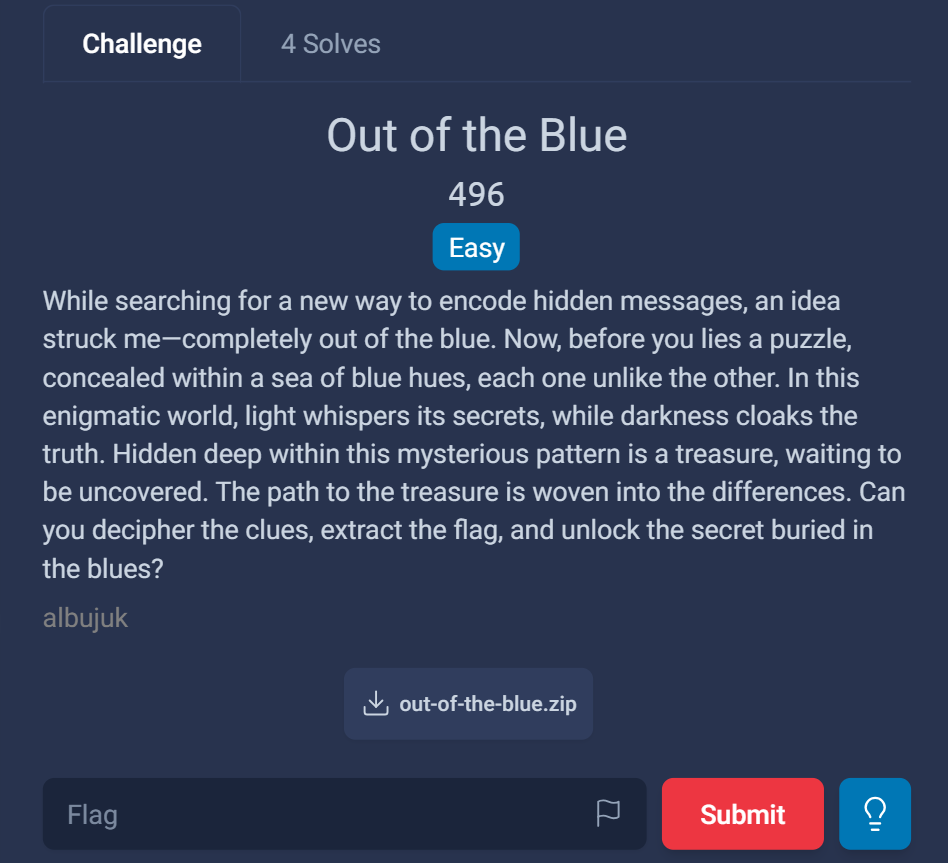 Challenge
4 Solves
Out of the Blue
496
Easy
While searching for a new way to encode hidden messages, an idea
struck me—completely out of the blue. Now, before you lies a puzzle,
concealed within a sea of blue hues, each one unlike the other. In this
enigmatic world, light whispers its secrets, while darkness cloaks the
truth. Hidden deep within this mysterious pattern is a treasure, waiting to
be uncovered. The path to the treasure is woven into the differences. Can
you decipher the clues, extract the flag, and unlock the secret buried in
the blues?
albujuk
out-of-the-blue.zip
Flag
Submit